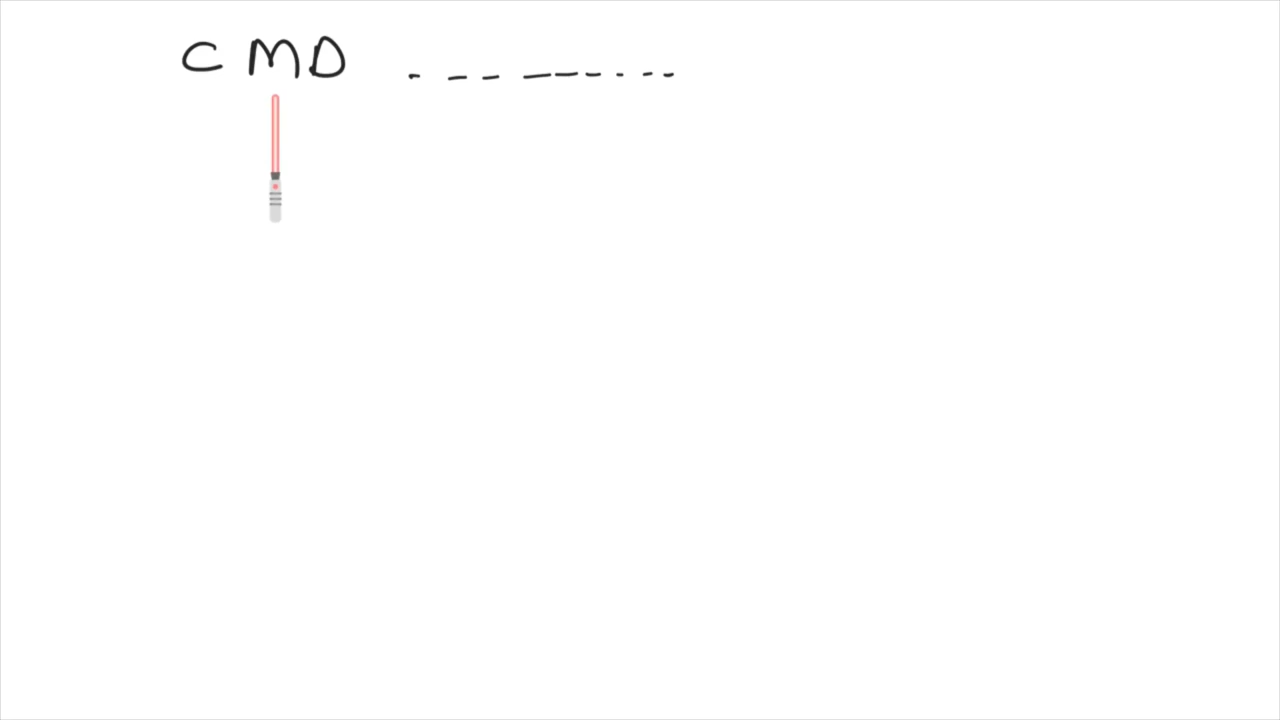 CMD . _ _ _ _ _ . . .